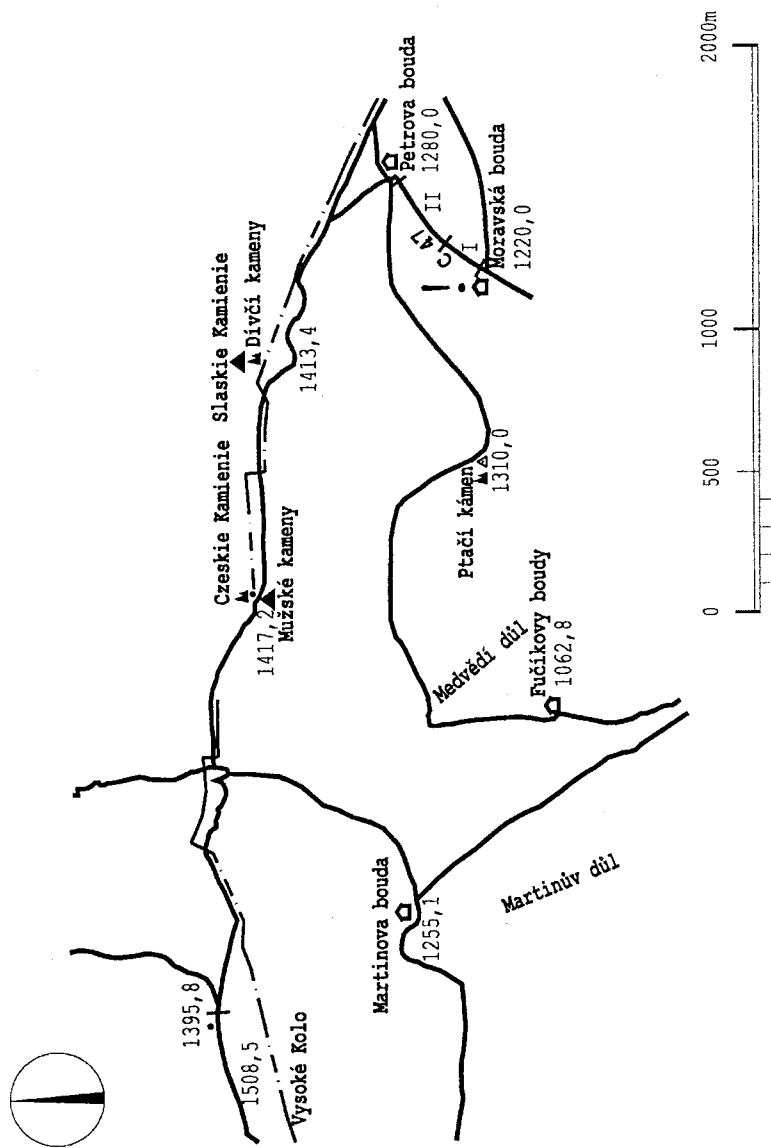 1395,8
1508,5
Vysoké Kolo
Czeskie Kamienie
Slaskie Kamienie
1417,2
Mužské kameny
Dívčí kameny
1413,4
Martinova bouda
1255,1
Martinův důl
Medvědí důl
Fučíkovy boudy
1062,8
Ptačí kámen
1310,0
Petrova bouda
1280,0
II
47
I
Moravská bouda
1220,0
0
500
1000
2000m